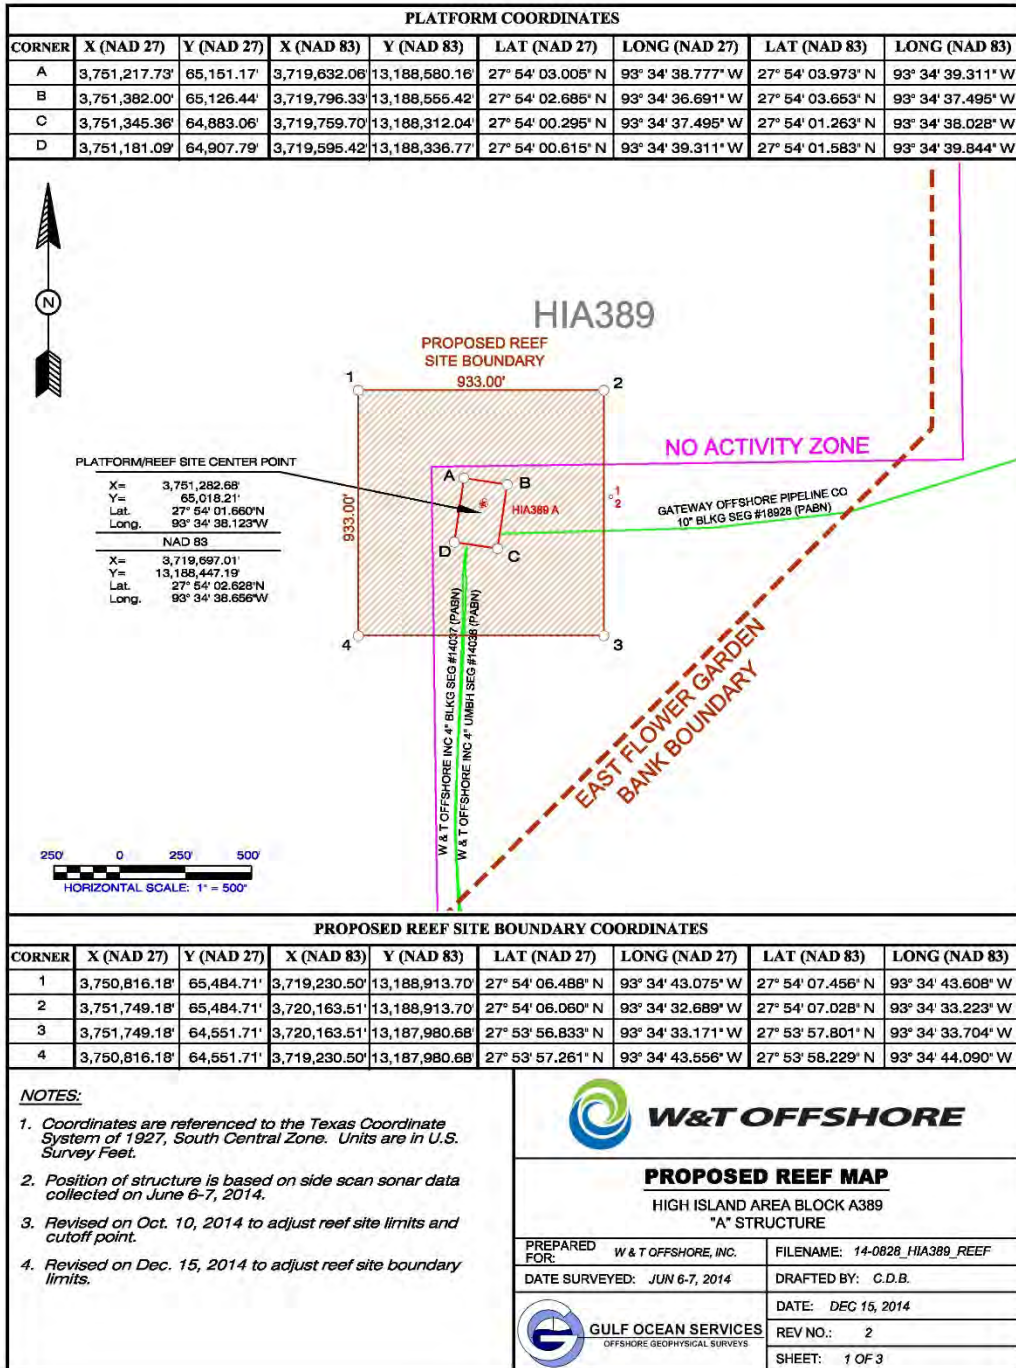 PLATFORM COORDINATES
CORNER X (NAD 27) Y (NAD 27) X (NAD 83) Y (NAD 83) LAT (NAD 27) LONG (NAD 27) LAT (NAD 83) LONG (NAD 83)
A 3,751,217.73' 65,151.17' 3,719,632.06' 13,188,580.16' 27° 54' 03.005" N 93° 34' 38.777" W 27° 54' 03.973" N 93° 34' 39.311" W
B 3,751,382.00' 65,126.44' 3,719,796.33' 13,188,555.42' 27° 54' 02.685" N 93° 34' 36.691" W 27° 54' 03.653" N 93° 34' 37.495" W
C 3,751,345.36' 64,883.06' 3,719,759.70' 13,188,312.04' 27° 54' 00.295" N 93° 34' 37.495" W 27° 54' 01.263" N 93° 34' 38.028" W
D 3,751,181.09' 64,907.79' 3,719,595.42' 13,188,336.77' 27° 54' 00.615" N 93° 34' 39.311" W 27° 54' 01.583" N 93° 34' 39.844" W
N
HIA389
PROPOSED REEF
SITE BOUNDARY
933.00'
1
2
NO ACTIVITY ZONE
PLATFORM/REEF SITE CENTER POINT
X= 3,751,282.68'
Y= 65,018.21'
Lat. 27° 54' 01.660"N
Long. 93° 34' 38.123"W
NAD 83
X= 3,719,697.01'
Y= 13,188,447.19'
Lat. 27° 54' 02.628"N
Long. 93° 34' 38.656"W
933.00'
A
B
HIA389 A
1
2
GATEWAY OFFSHORE PIPELINE CO
10" BLKG SEG #18928 (PABN)
D
C
4
3
W & T OFFSHORE INC 4" BLKG SEG #14037 (PABN)
W & T OFFSHORE INC 4" UMBH SEG #14038 (PABN)
EAST FLOWER GARDEN
BANK BOUNDARY
250' 0 250' 500'
HORIZONTAL SCALE: 1" = 500'
PROPOSED REEF SITE BOUNDARY COORDINATES
CORNER X (NAD 27) Y (NAD 27) X (NAD 83) Y (NAD 83) LAT (NAD 27) LONG (NAD 27) LAT (NAD 83) LONG (NAD 83)
1 3,750,816.18' 65,484.71' 3,719,230.50' 13,188,913.70' 27° 54' 06.488" N 93° 34' 43.075" W 27° 54' 07.456" N 93° 34' 43.608" W
2 3,751,749.18' 65,484.71' 3,720,163.51' 13,188,913.70' 27° 54' 06.060" N 93° 34' 32.689" W 27° 54' 07.028" N 93° 34' 33.223" W
3 3,751,749.18' 64,551.71' 3,720,163.51' 13,187,980.68' 27° 53' 56.833" N 93° 34' 33.171" W 27° 53' 57.801" N 93° 34' 33.704" W
4 3,750,816.18' 64,551.71' 3,719,230.50' 13,187,980.68' 27° 53' 57.261" N 93° 34' 43.556" W 27° 53' 58.229" N 93° 34' 44.090" W
NOTES:
1. Coordinates are referenced to the Texas Coordinate
System of 1927, South Central Zone. Units are in U.S.
Survey Feet.
2. Position of structure is based on side scan sonar data
collected on June 6-7, 2014.
3. Revised on Oct. 10, 2014 to adjust reef site limits and
cutoff point.
4. Revised on Dec. 15, 2014 to adjust reef site boundary
limits.
W&T OFFSHORE
PROPOSED REEF MAP
HIGH ISLAND AREA BLOCK A389
"A" STRUCTURE
PREPARED FOR: W & T OFFSHORE, INC.
FILENAME: 14-0828_HIA389_REEF
DATE SURVEYED: JUN 6-7, 2014
DRAFTED BY: C.D.B.
GULF OCEAN SERVICES
OFFSHORE GEOPHYSICAL SURVEYS
DATE: DEC 15, 2014
REV NO.: 2
SHEET: 1 OF 3